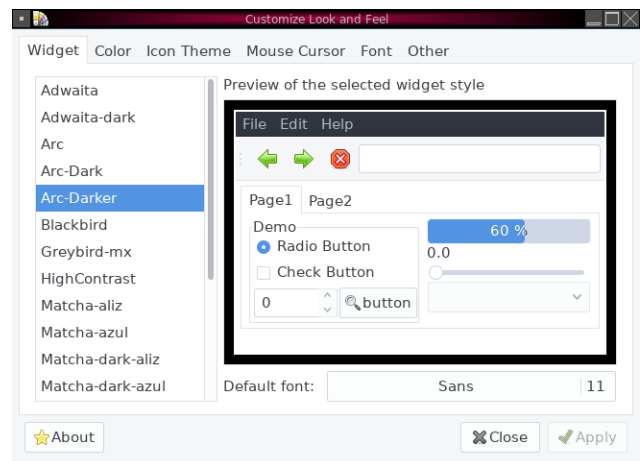 Customize Look and Feel
Widget Color Icon Theme Mouse Cursor Font Other
Adwaita
Adwaita-dark
Arc
Arc-Dark
Arc-Darker
Blackbird
Greybird-mx
HighContrast
Matcha-aliz
Matcha-azul
Matcha-dark-aliz
Matcha-dark-azul
Preview of the selected widget style
File Edit Help
Page1 Page2
Demo
Radio Button
Check Button
0 button
60 %
0.0
Default font: Sans 11
About Close Apply